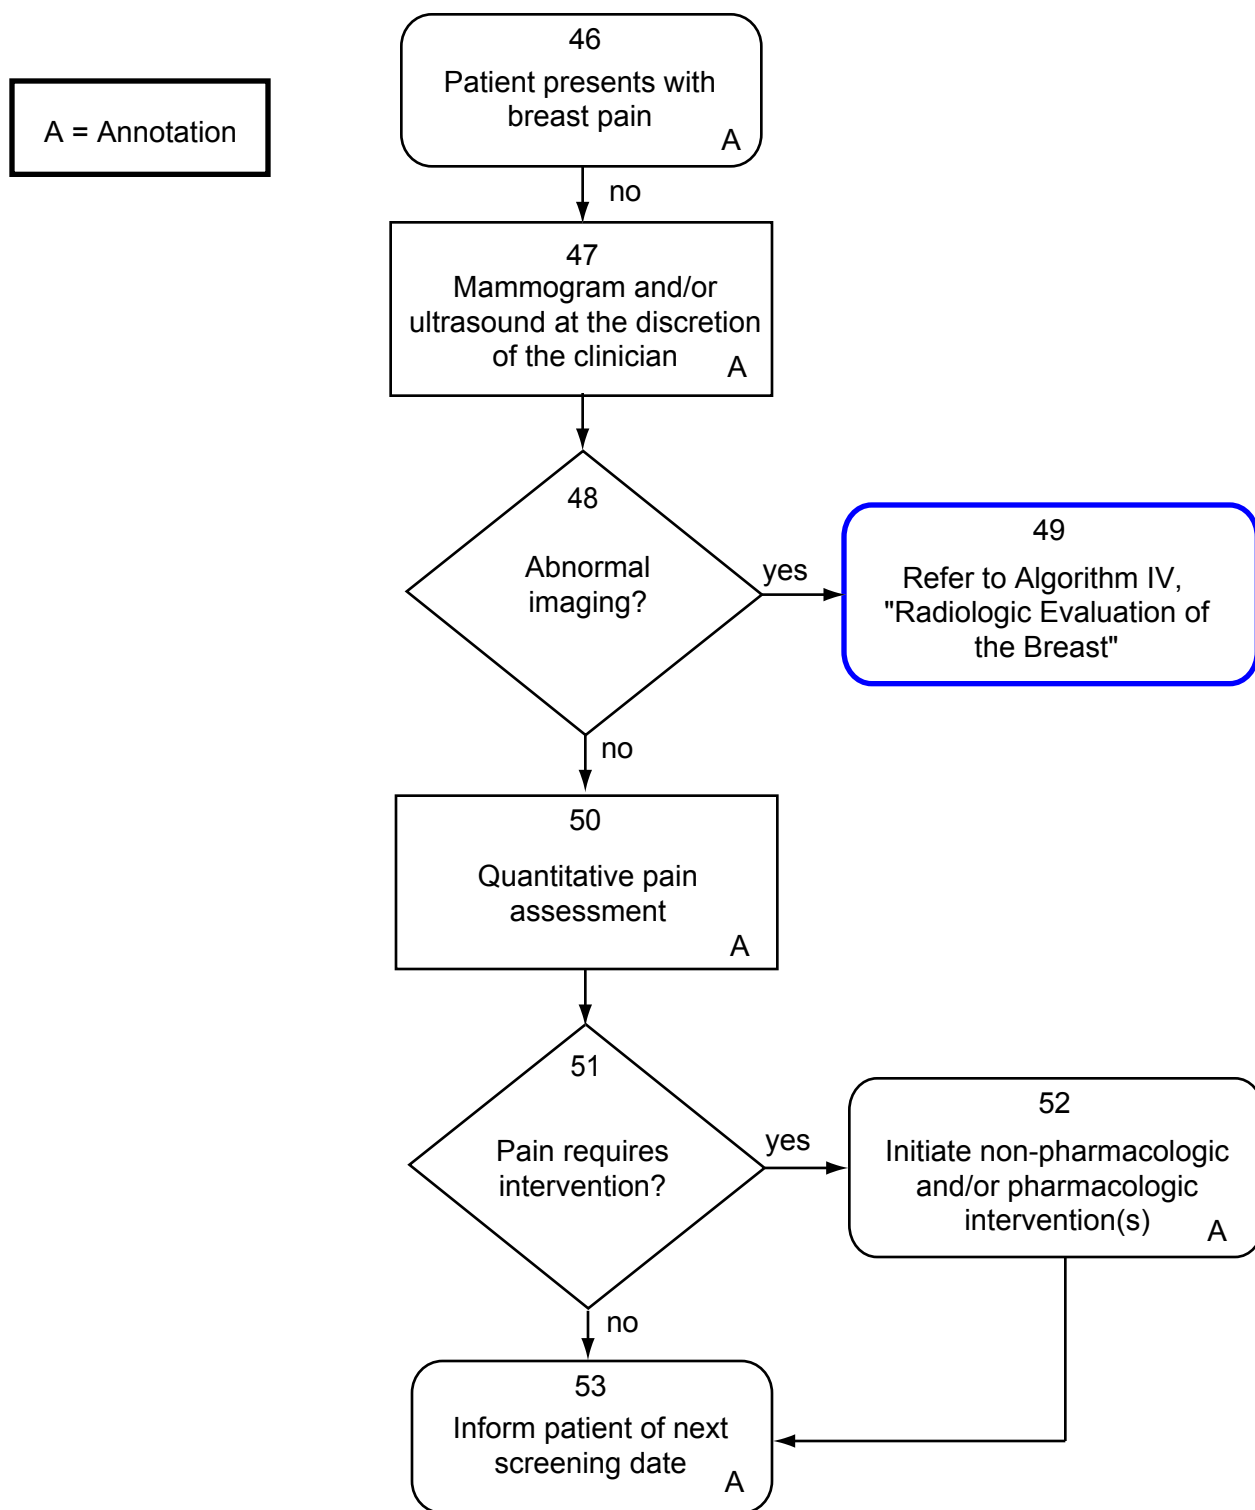 A = Annotation
46
Patient presents with
breast pain
A
no
47
Mammogram and/or
ultrasound at the discretion
of the clinician
A
48
Abnormal
imaging?
yes
49
Refer to Algorithm IV,
"Radiologic Evaluation of
the Breast"
no
50
Quantitative pain
assessment
A
51
Pain requires
intervention?
yes
52
Initiate non-pharmacologic
and/or pharmacologic
intervention(s)
A
no
53
Inform patient of next
screening date
A